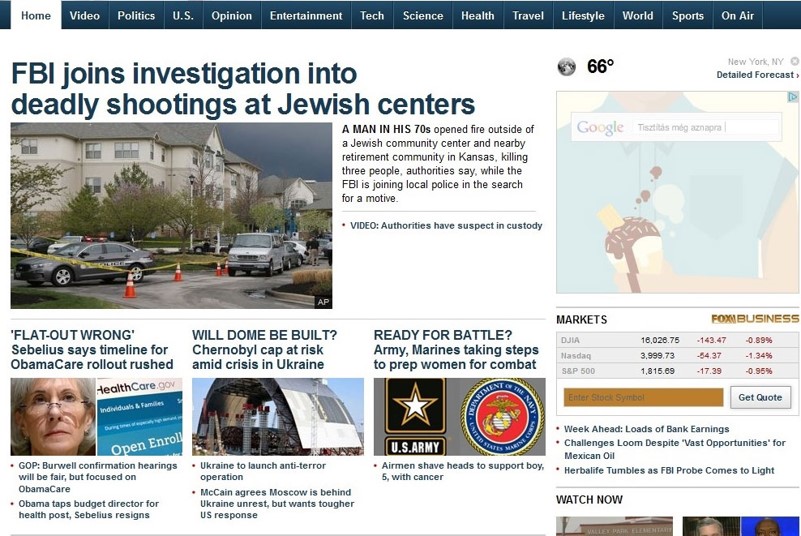 Home Video Politics U.S. Opinion Entertainment Tech Science Health Travel Lifestyle World Sports On Air
FBI joins investigation into
deadly shootings at Jewish centers
A MAN IN HIS 70s opened fire outside of
a Jewish community center and nearby
retirement community in Kansas, killing
three people, authorities say, while the
FBI is joining local police in the search
for a motive.
• VIDEO: Authorities have suspect in custody
AP
'FLAT-OUT WRONG'
Sebelius says timeline for
ObamaCare rollout rushed
HealthCare.gov
Individuals & Families
Open Enroll
• GOP: Burwell confirmation hearings
will be fair, but focused on
ObamaCare
• Obama taps budget director for
health post, Sebelius resigns
WILL DOME BE BUILT?
Chernobyl cap at risk
amid crisis in Ukraine
• Ukraine to launch anti-terror
operation
• McCain agrees Moscow is behind
Ukraine unrest, but wants tougher
US response
READY FOR BATTLE?
Army, Marines taking steps
to prep women for combat
U.S.ARMY
DEPARTMENT OF THE NAVY
UNITED STATES MARINE CORPS
• Airmen shave heads to support boy,
5, with cancer
66°
New York, NY
Detailed Forecast ›
Google Tisztítás még aznapra
MARKETS
FOX BUSINESS
DJIA 16,026.75 -143.47 -0.89%
Nasdaq 3,999.73 -54.37 -1.34%
S&P 500 1,815.69 -17.39 -0.95%
Enter Stock Symbol Get Quote
• Week Ahead: Loads of Bank Earnings
• Challenges Loom Despite 'Vast Opportunities' for
Mexican Oil
• Herbalife Tumbles as FBI Probe Comes to Light
WATCH NOW
VALLEY PARK ELEMENTARY